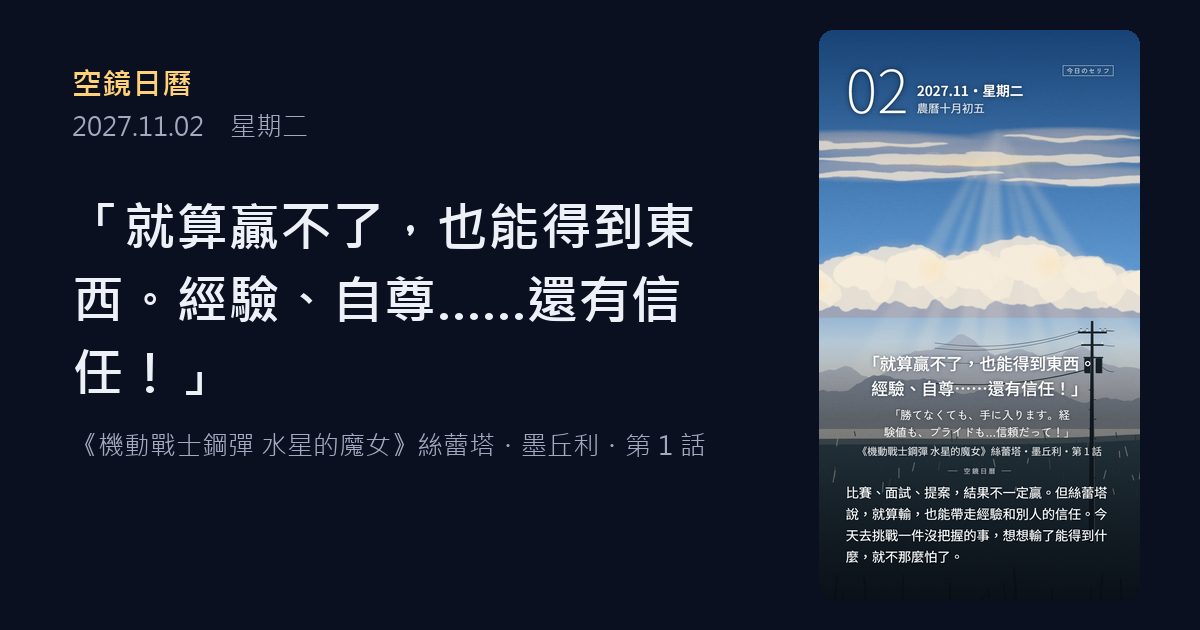 空鏡日曆
2027.11.02 星期二
「就算贏不了，也能得到東
西。經驗、自尊……還有信
任！」
《機動戰士鋼彈 水星的魔女》絲蕾塔・墨丘利・第 1 話
02
2027.11・星期二
農曆十月初五
今日のセリフ
「就算贏不了，也能得到東西。
經驗、自尊……還有信任！」
「勝てなくても、手に入ります。経
験値も、プライドも…信頼だって！」
《機動戰士鋼彈 水星的魔女》絲蕾塔・墨丘利・第 1 話
— 空鏡日曆 —
比賽、面試、提案，結果不一定贏。但絲蕾塔
說，就算輸，也能帶走經驗和別人的信任。今
天去挑戰一件沒把握的事，想想輸了能得到什
麼，就不那麼怕了。